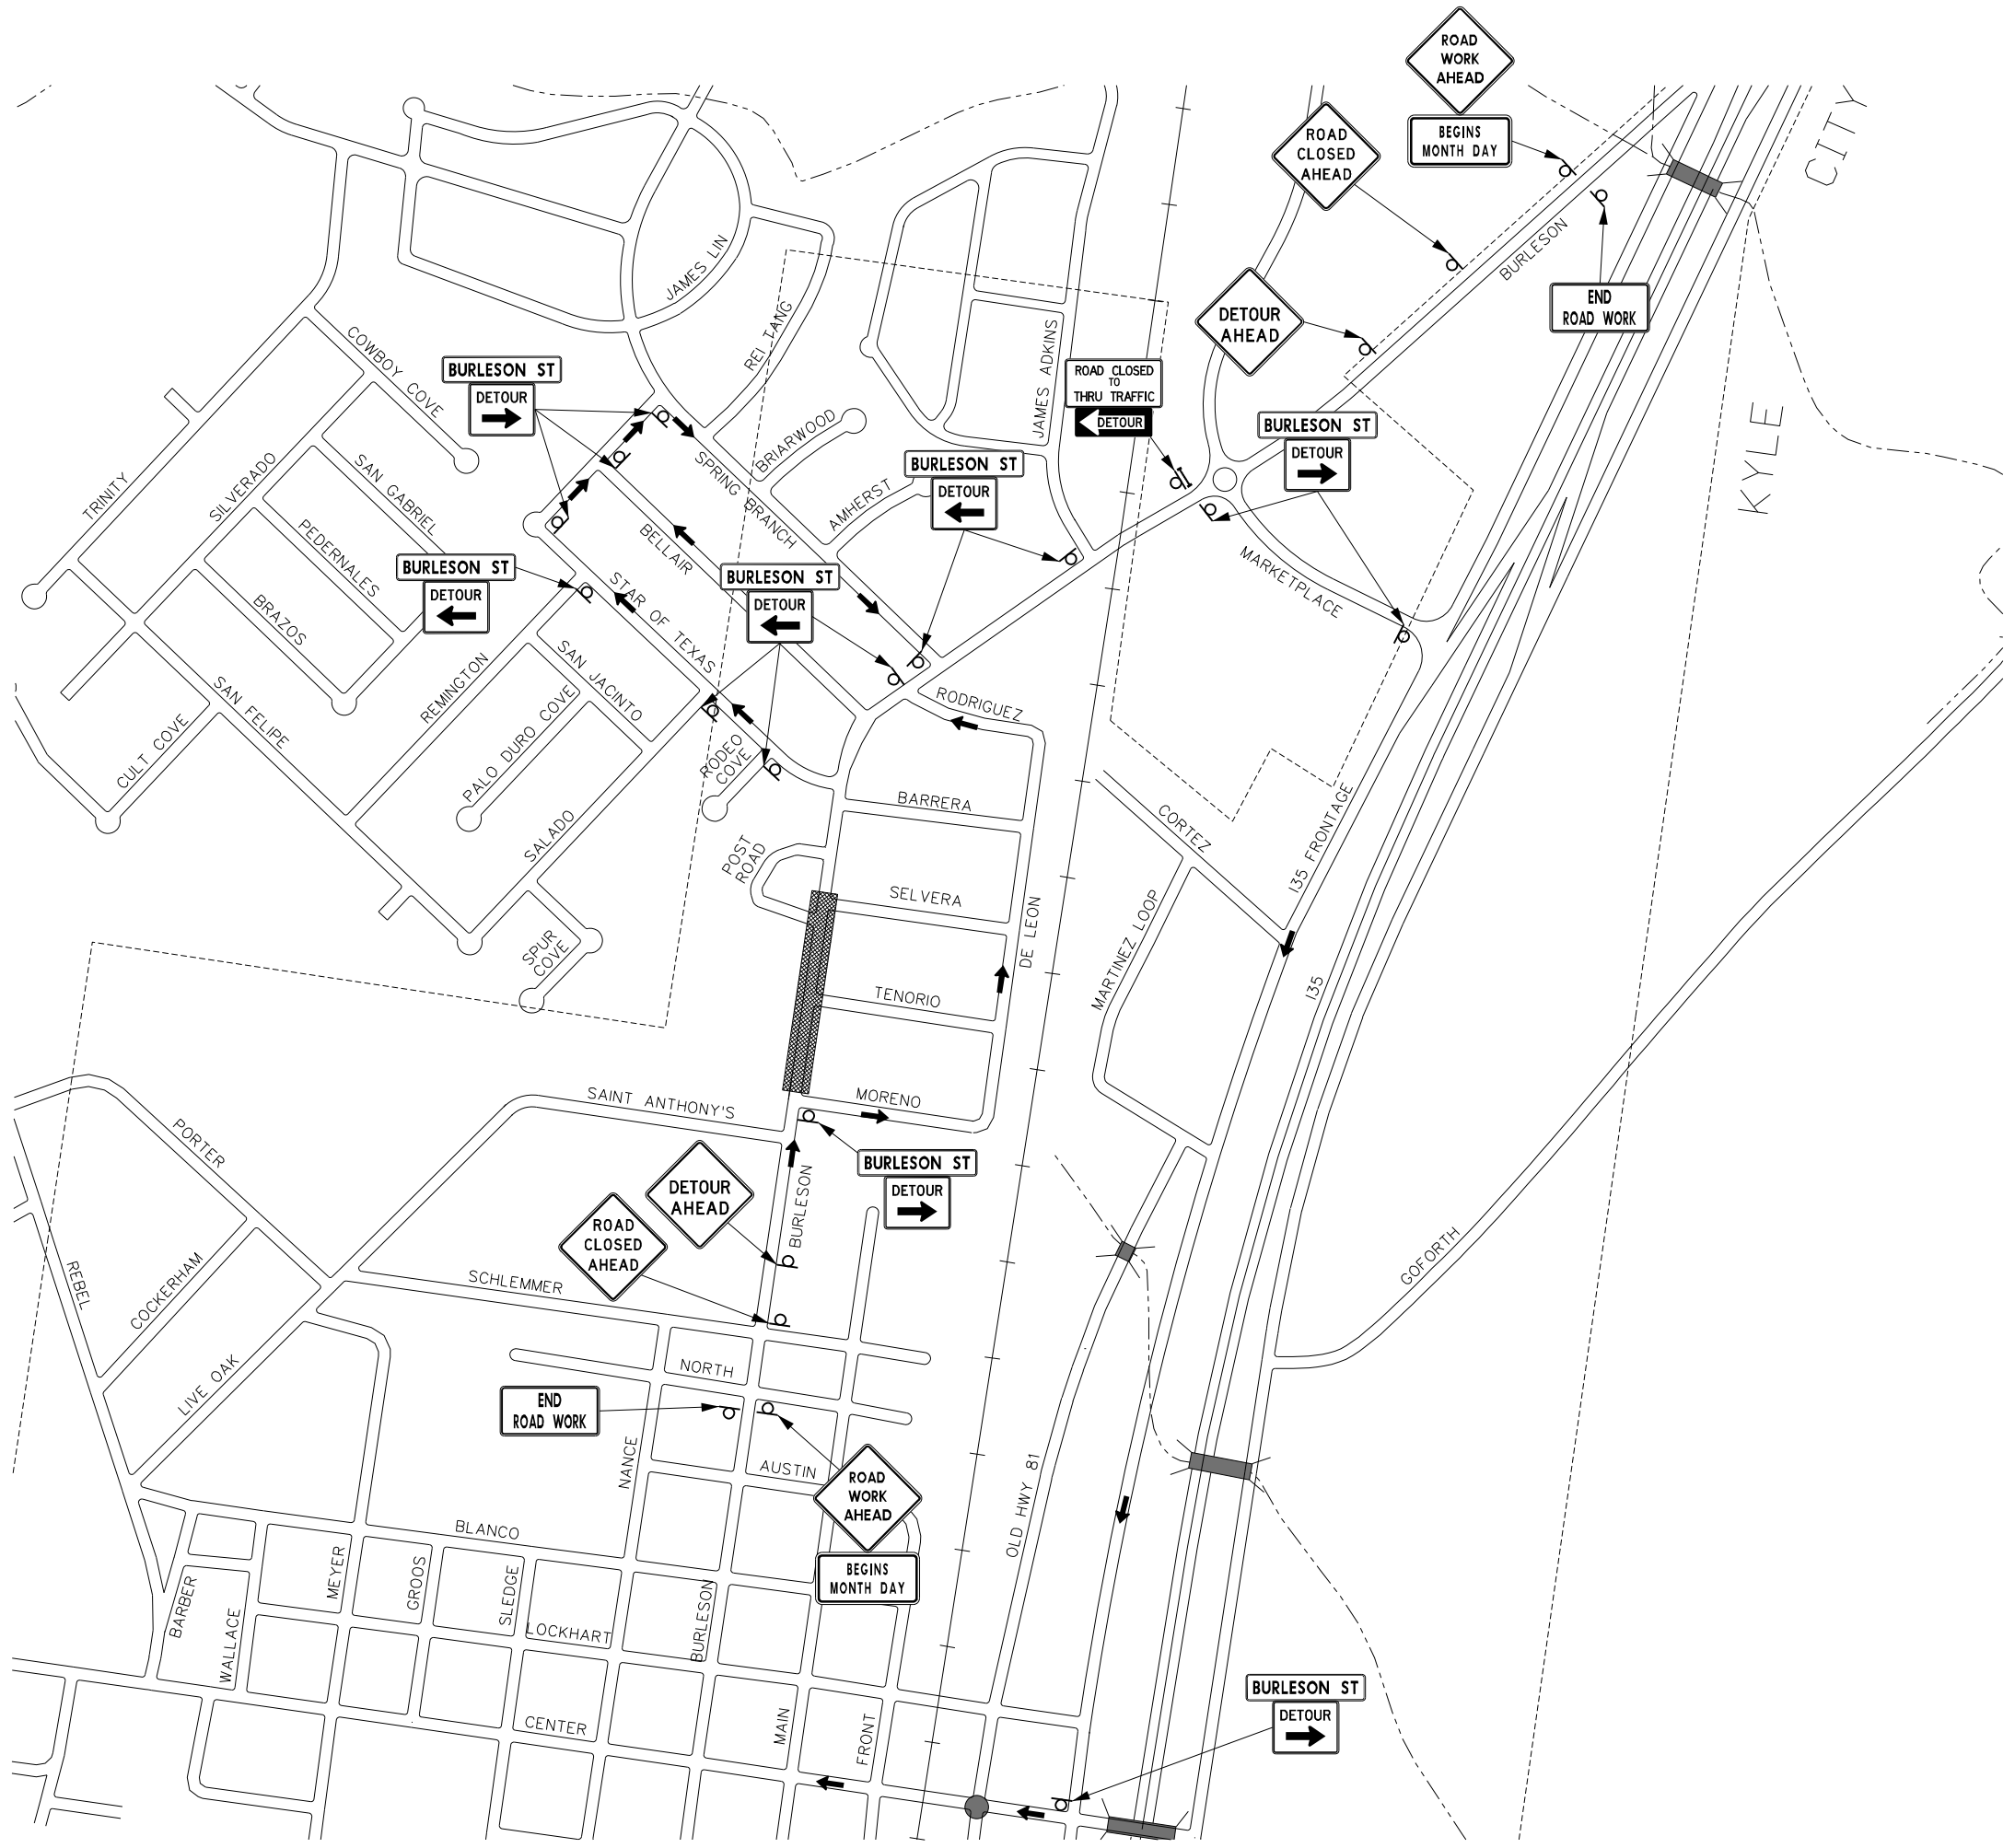 ROAD
WORK
AHEAD
BEGINS
MONTH DAY
CITY
KYLE
ROAD
CLOSED
AHEAD
BURLESON
END
ROAD WORK
DETOUR
AHEAD
JAMES LIN
REI TANG
JAMES ADKINS
COWBOY COVE
BURLESON ST
DETOUR
ROAD CLOSED
TO
THRU TRAFFIC
DETOUR
BURLESON ST
DETOUR
BRIARWOOD
SPRING BRANCH
AMHERST
BURLESON ST
DETOUR
TRINITY
SILVERADO
SAN GABRIEL
PEDERNALES
BRAZOS
BELLAIR
MARKETPLACE
BURLESON ST
DETOUR
BURLESON ST
DETOUR
STAR OF TEXAS
SAN JACINTO
REMINGTON
SAN FELIPE
CULT COVE
PALO DURO COVE
RODEO
COVE
RODRIGUEZ
BARRERA
SALADO
POST
ROAD
SELVERA
CORTEZ
I35 FRONTAGE
SPUR
COVE
DE LEON
TENORIO
MARTINEZ LOOP
I35
SAINT ANTHONY'S
MORENO
PORTER
BURLESON ST
DETOUR
DETOUR
AHEAD
ROAD
CLOSED
AHEAD
BURLESON
REBEL
COCKERHAM
SCHLEMMER
GOFORTH
LIVE OAK
NORTH
END
ROAD WORK
NANCE
AUSTIN
ROAD
WORK
AHEAD
BEGINS
MONTH DAY
OLD HWY 81
BLANCO
MEYER
GROOS
SLEDGE
BARBER
WALLACE
LOCKHART
BURLESON
CENTER
MAIN
FRONT
BURLESON ST
DETOUR